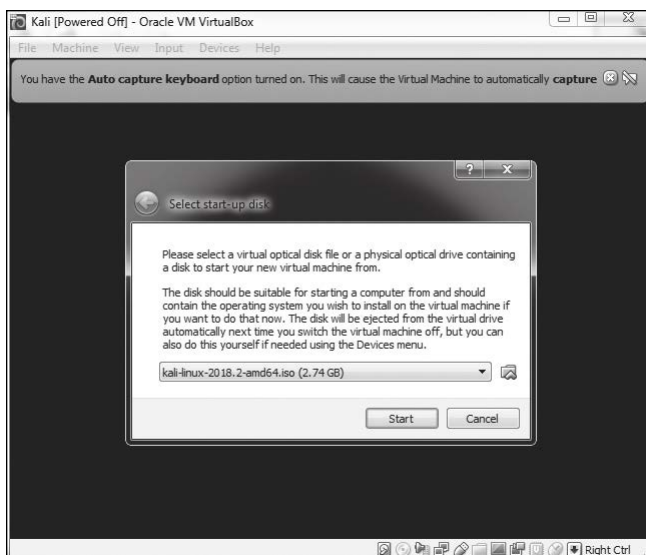 Kali [Powered Off] - Oracle VM VirtualBox
File Machine View Input Devices Help
You have the Auto capture keyboard option turned on. This will cause the Virtual Machine to automatically capture
Select start-up disk
Please select a virtual optical disk file or a physical optical drive containing
a disk to start your new virtual machine from.
The disk should be suitable for starting a computer from and should
contain the operating system you wish to install on the virtual machine if
you want to do that now. The disk will be ejected from the virtual drive
automatically next time you switch the virtual machine off, but you can
also do this yourself if needed using the Devices menu.
kali-linux-2018.2-amd64.iso (2.74 GB)
Start Cancel
Right Ctrl